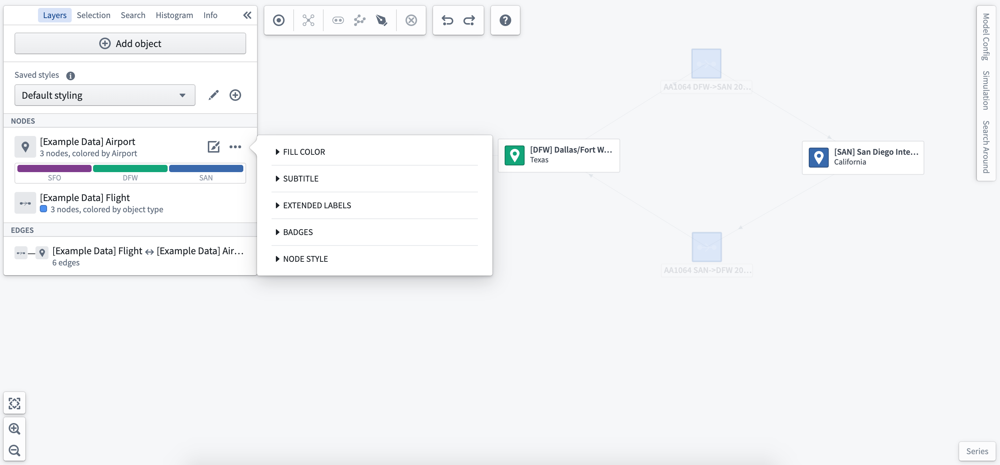 Layers
Selection
Search
Histogram
Info
Add object
Saved styles
Default styling
NODES
[Example Data] Airport
3 nodes, colored by Airport
SFO
DFW
SAN
[Example Data] Flight
3 nodes, colored by object type
EDGES
[Example Data] Flight ↔ [Example Data] Air...
6 edges
FILL COLOR
SUBTITLE
EXTENDED LABELS
BADGES
NODE STYLE
AA1064 DFW->SAN 20...
[DFW] Dallas/Fort W...
Texas
[SAN] San Diego Inte...
California
AA1064 SAN->DFW 20...
Model Config
Simulation
Search Around
Series